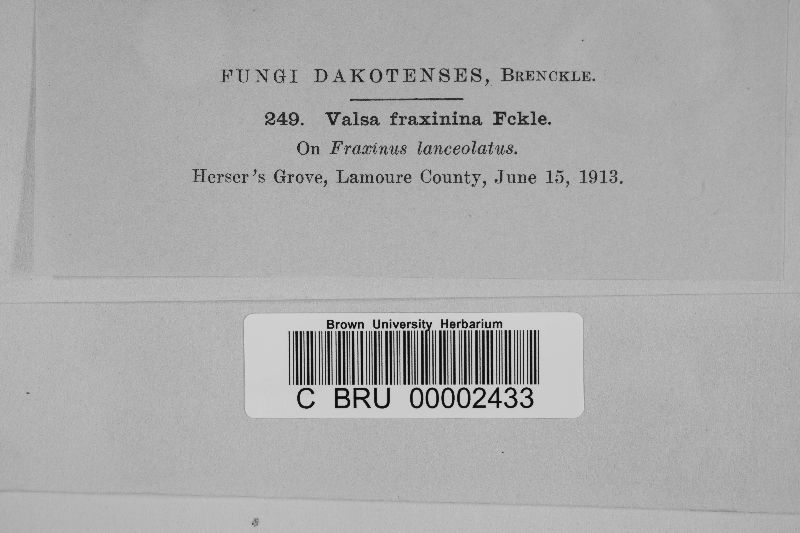 FUNGI DAKOTENSES, BRENCKLE.
249. Valsa fraxinina Fckle.
On Fraxinus lanceolatus.
Herser's Grove, Lamoure County, June 15, 1913.
Brown University Herbarium
C BRU 00002433